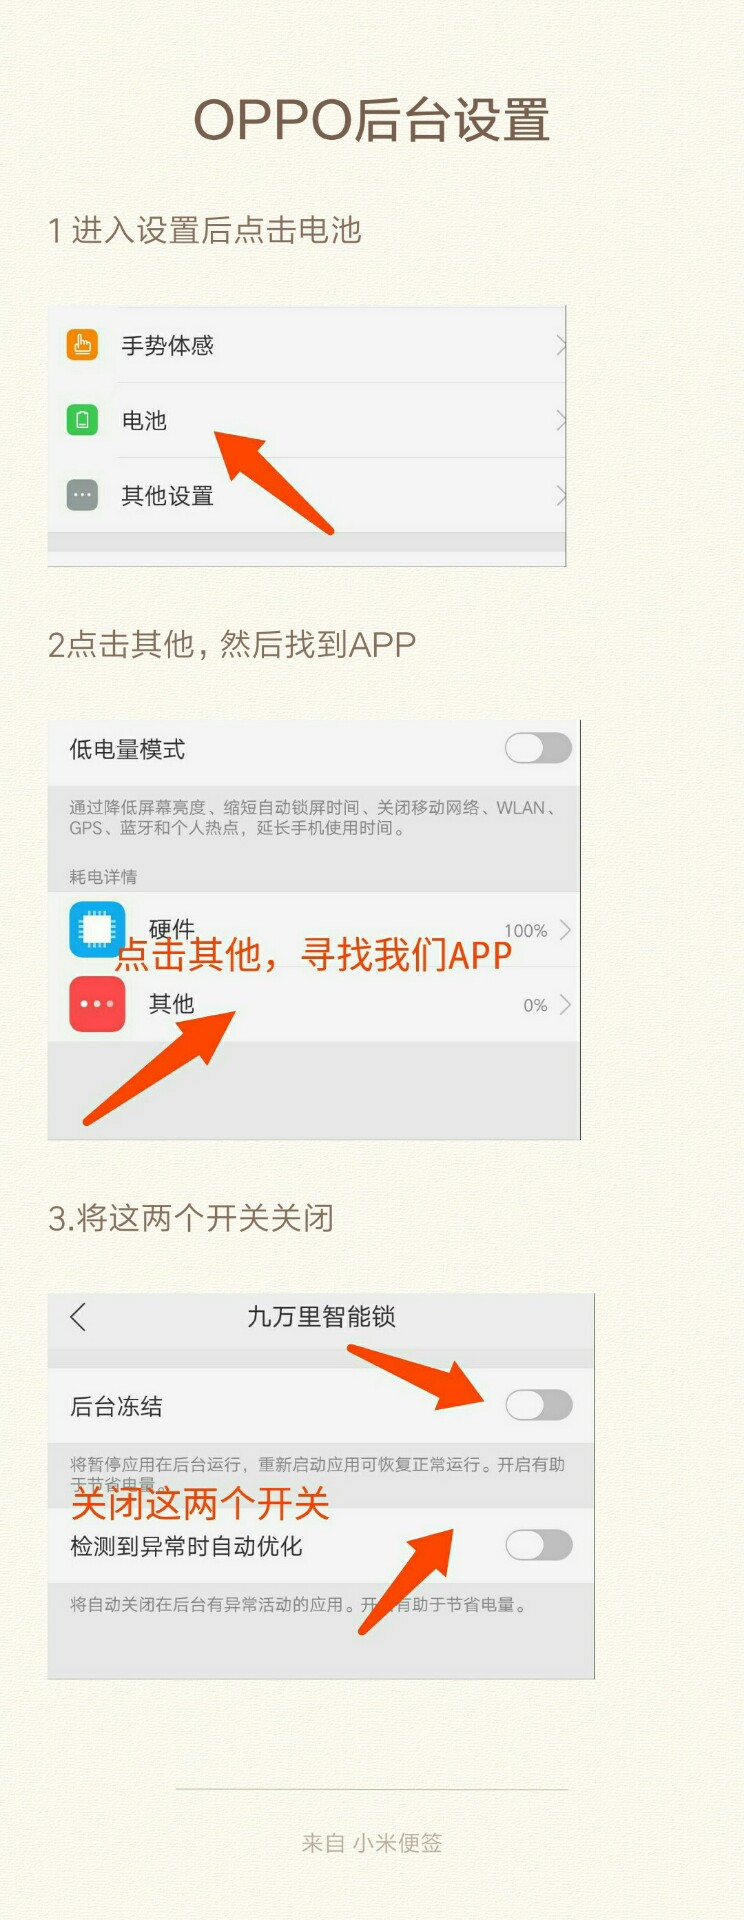 OPPO后台设置
1 进入设置后点击电池
手势体感
电池
其他设置
2点击其他，然后找到APP
低电量模式
通过降低屏幕亮度、缩短自动锁屏时间、关闭移动网络、WLAN、
GPS、蓝牙和个人热点，延长手机使用时间。
耗电详情
硬件 100%
点击其他，寻找我们APP
其他 0%
3.将这两个开关关闭
九万里智能锁
后台冻结
将暂停应用在后台运行，重新启动应用可恢复正常运行。开启有助
于节省电量。
关闭这两个开关
检测到异常时自动优化
将自动关闭在后台有异常活动的应用。开启有助于节省电量。
来自 小米便签